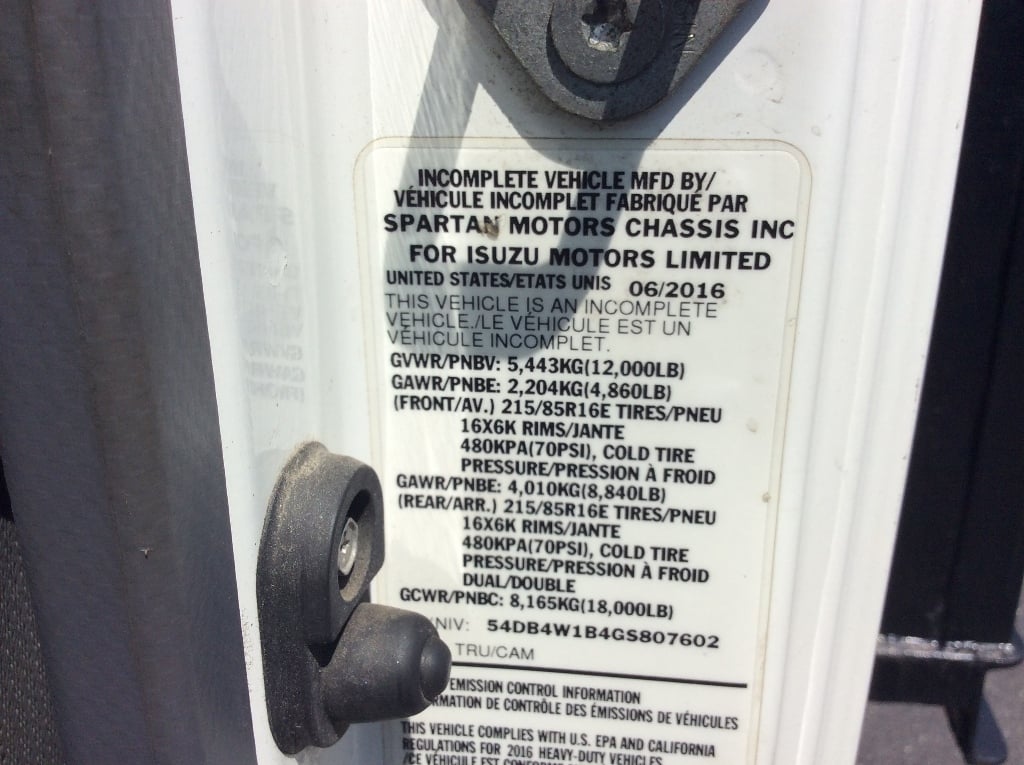 INCOMPLETE VEHICLE MFD BY/
VÉHICULE INCOMPLET FABRIQUÉ PAR
SPARTAN MOTORS CHASSIS INC
FOR ISUZU MOTORS LIMITED
UNITED STATES/ETATS UNIS 06/2016
THIS VEHICLE IS AN INCOMPLETE
VEHICLE./LE VÉHICULE EST UN
VÉHICULE INCOMPLET.
GVWR/PNBV: 5,443KG(12,000LB)
GAWR/PNBE: 2,204KG(4,860LB)
(FRONT/AV.) 215/85R16E TIRES/PNEU
16X6K RIMS/JANTE
480KPA(70PSI), COLD TIRE
PRESSURE/PRESSION À FROID
GAWR/PNBE: 4,010KG(8,840LB)
(REAR/ARR.) 215/85R16E TIRES/PNEU
16X6K RIMS/JANTE
480KPA(70PSI), COLD TIRE
PRESSURE/PRESSION À FROID
DUAL/DOUBLE
GCWR/PNBC: 8,165KG(18,000LB)
/NIV: 54DB4W1B4GS807602
TRU/CAM
/EMISSION CONTROL INFORMATION
RMATION DE CONTRÔLE DES ÉMISSIONS DE VÉHICULES
THIS VEHICLE COMPLIES WITH U.S. EPA AND CALIFORNIA
REGULATIONS FOR 2016 HEAVY-DUTY VEHICLES
/CE VÉHICULE EST